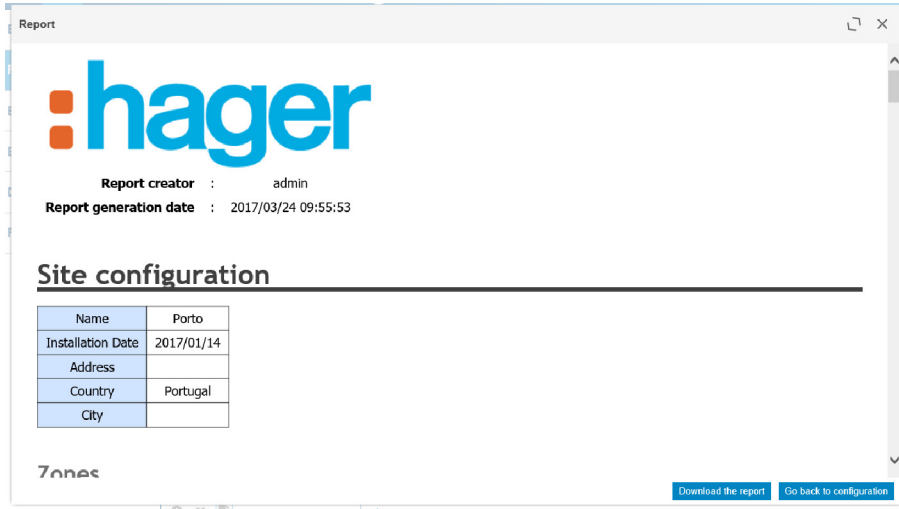 Report
:hager
Report creator : admin
Report generation date : 2017/03/24 09:55:53
Site configuration
Name Porto
Installation Date 2017/01/14
Address
Country Portugal
City
Zones
Download the report Go back to configuration